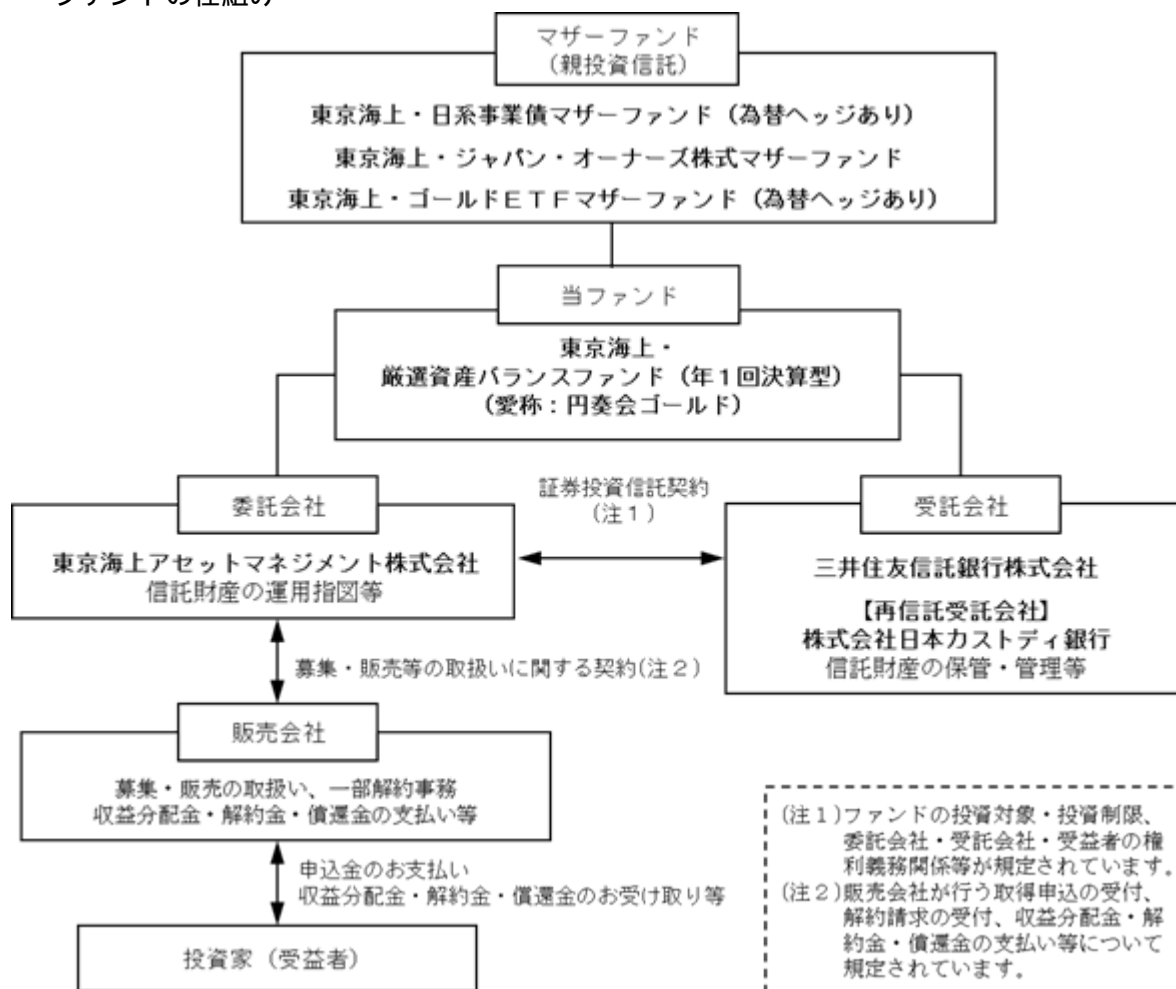 ファンドの仕組み
マザーファンド
（親投資信託）
東京海上・日系事業債マザーファンド（為替ヘッジあり）
東京海上・ジャパン・オーナーズ株式マザーファンド
東京海上・ゴールドＥＴＦマザーファンド（為替ヘッジあり）
当ファンド
東京海上・
厳選資産バランスファンド（年１回決算型）
（愛称：円奏会ゴールド）
委託会社
東京海上アセットマネジメント株式会社
信託財産の運用指図等
証券投資信託契約
（注１）
受託会社
三井住友信託銀行株式会社
【再信託受託会社】
株式会社日本カストディ銀行
信託財産の保管・管理等
募集・販売等の取扱いに関する契約(注２)
販売会社
募集・販売の取扱い、一部解約事務
収益分配金・解約金・償還金の支払い等
申込金のお支払い
収益分配金・解約金・償還金のお受け取り等
投資家（受益者）
(注１)ファンドの投資対象・投資制限、
委託会社・受託会社・受益者の権
利義務関係等が規定されています。
(注２)販売会社が行う取得申込の受付、
解約請求の受付、収益分配金・解
約金・償還金の支払い等について
規定されています。